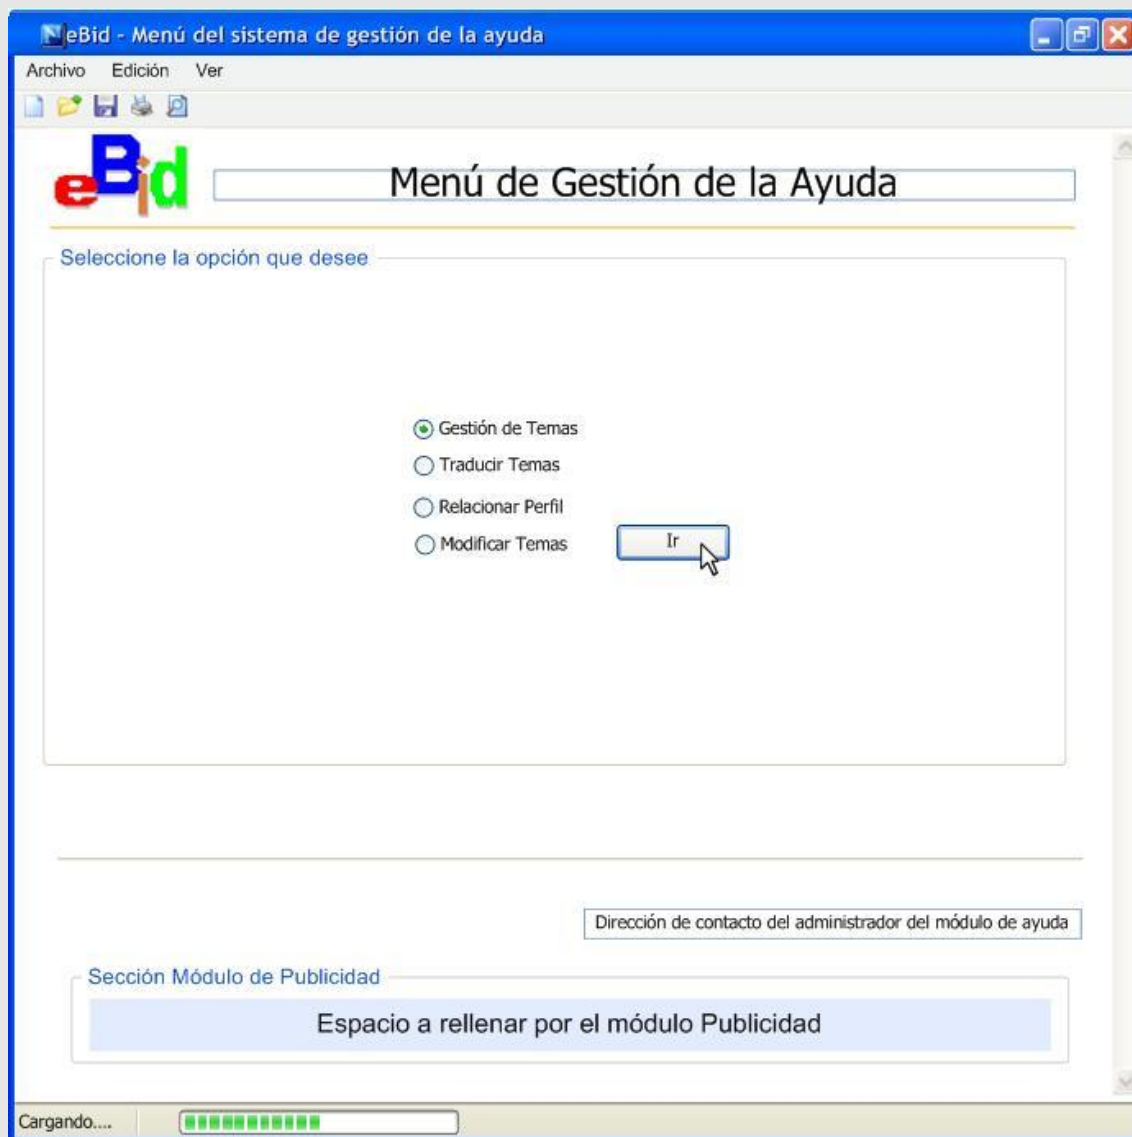 eBid - Menú del sistema de gestión de la ayuda
Archivo Edición Ver
eBid
Menú de Gestión de la Ayuda
Seleccione la opción que desee
Gestión de Temas
Traducir Temas
Relacionar Perfil
Modificar Temas
Ir
Dirección de contacto del administrador del módulo de ayuda
Sección Módulo de Publicidad
Espacio a rellenar por el módulo Publicidad
Cargando....